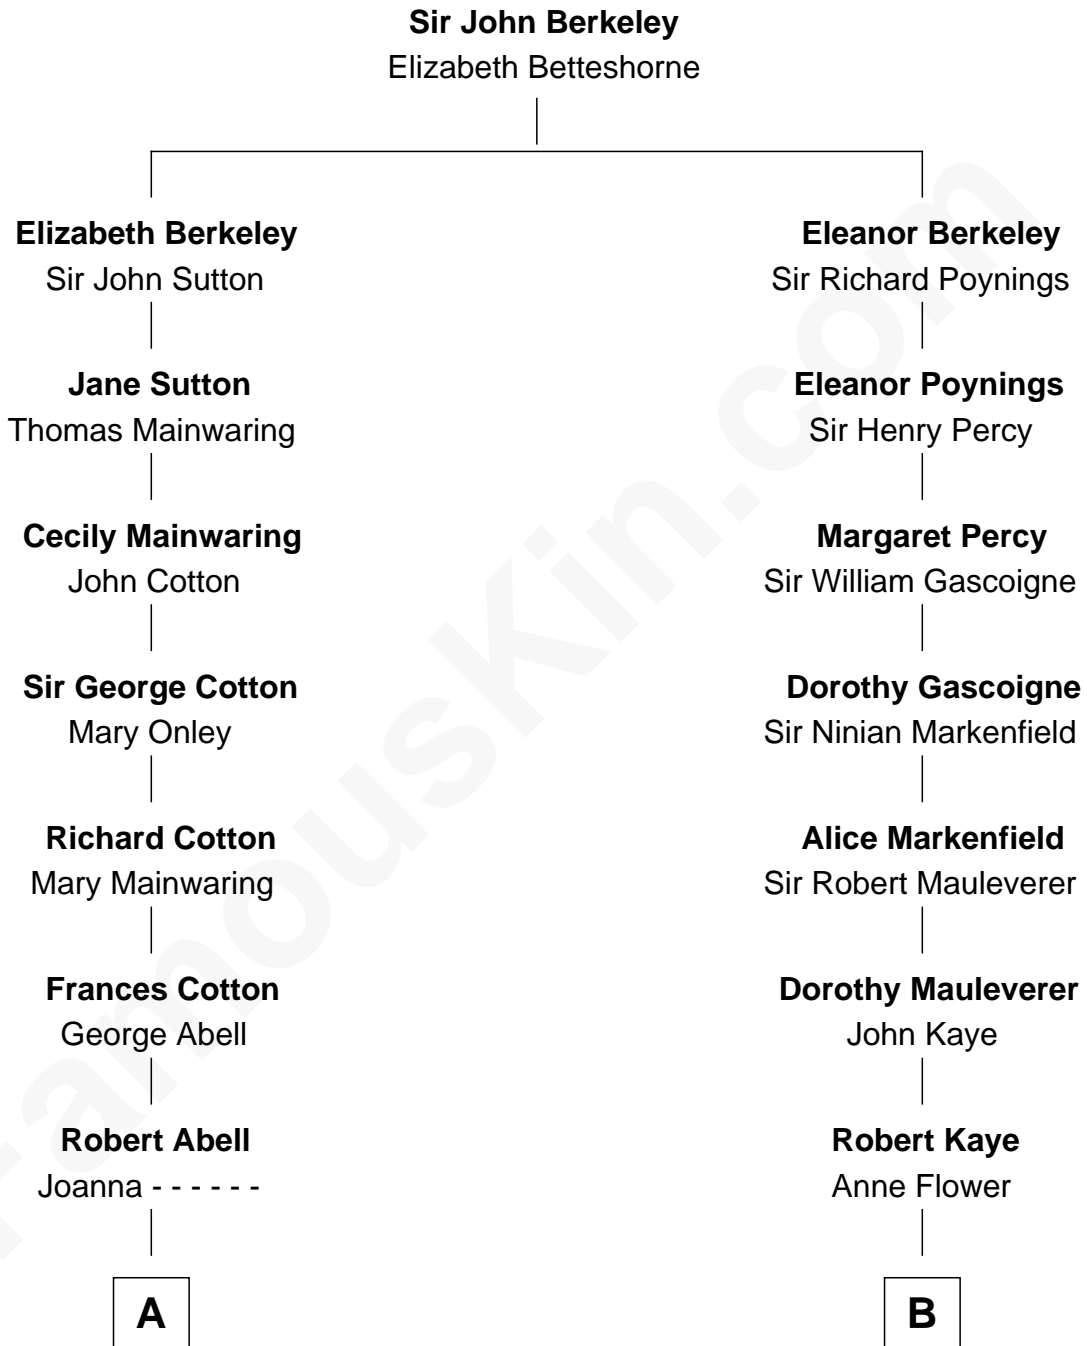 Sir John Berkeley
Elizabeth Betteshorne
Elizabeth Berkeley
Sir John Sutton
Eleanor Berkeley
Sir Richard Poynings
Jane Sutton
Thomas Mainwaring
Eleanor Poynings
Sir Henry Percy
Cecily Mainwaring
John Cotton
Margaret Percy
Sir William Gascoigne
Sir George Cotton
Mary Onley
Dorothy Gascoigne
Sir Ninian Markenfield
Richard Cotton
Mary Mainwaring
Alice Markenfield
Sir Robert Mauleverer
Frances Cotton
George Abell
Dorothy Mauleverer
John Kaye
Robert Abell
Joanna - - - - - -
Robert Kaye
Anne Flower
A
B
FamousKin.com